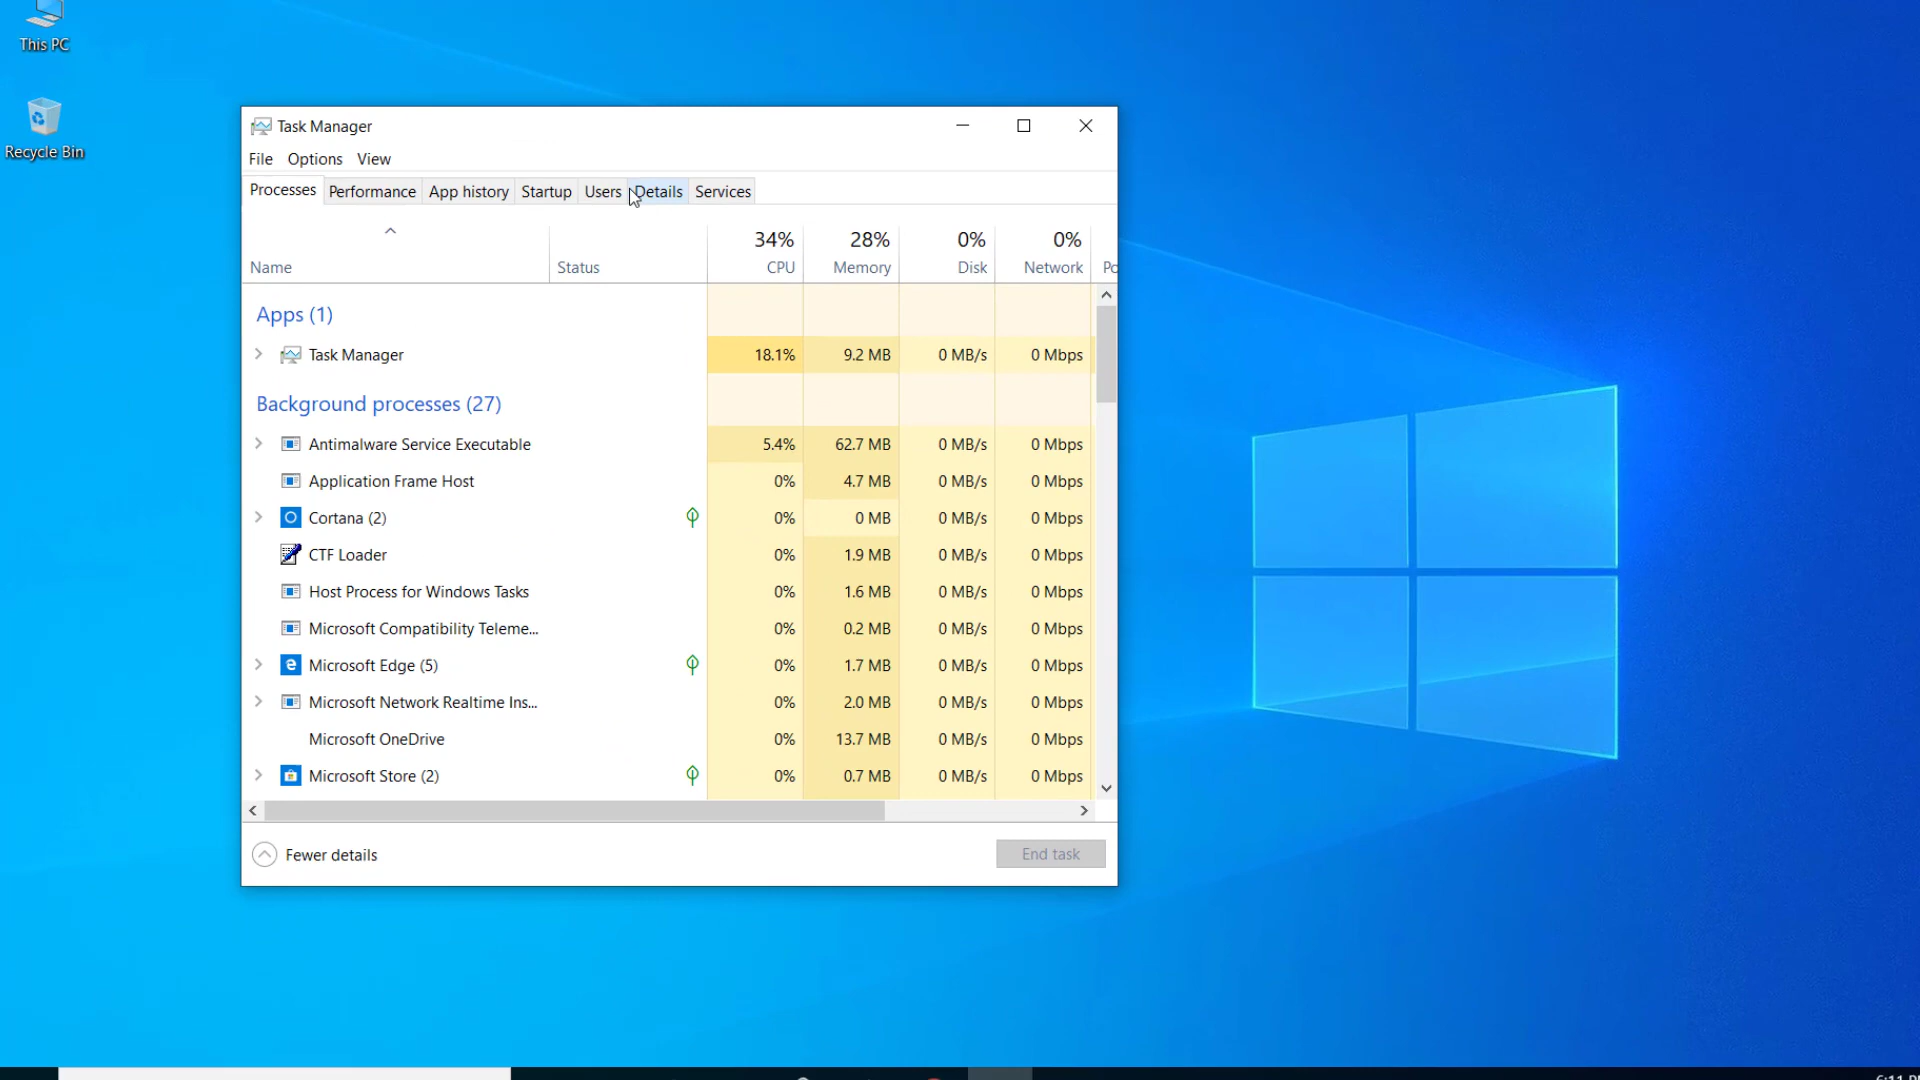 This PC
Recycle Bin
Task Manager
File Options View
Processes Performance App history Startup Users Details Services
34% 28% 0% 0%
Name Status CPU Memory Disk Network Po
Apps (1)
Task Manager 18.1% 9.2 MB 0 MB/s 0 Mbps
Background processes (27)
Antimalware Service Executable 5.4% 62.7 MB 0 MB/s 0 Mbps
Application Frame Host 0% 4.7 MB 0 MB/s 0 Mbps
Cortana (2) 0% 0 MB 0 MB/s 0 Mbps
CTF Loader 0% 1.9 MB 0 MB/s 0 Mbps
Host Process for Windows Tasks 0% 1.6 MB 0 MB/s 0 Mbps
Microsoft Compatibility Teleme... 0% 0.2 MB 0 MB/s 0 Mbps
Microsoft Edge (5) 0% 1.7 MB 0 MB/s 0 Mbps
Microsoft Network Realtime Ins... 0% 2.0 MB 0 MB/s 0 Mbps
Microsoft OneDrive 0% 13.7 MB 0 MB/s 0 Mbps
Microsoft Store (2) 0% 0.7 MB 0 MB/s 0 Mbps
Fewer details End task